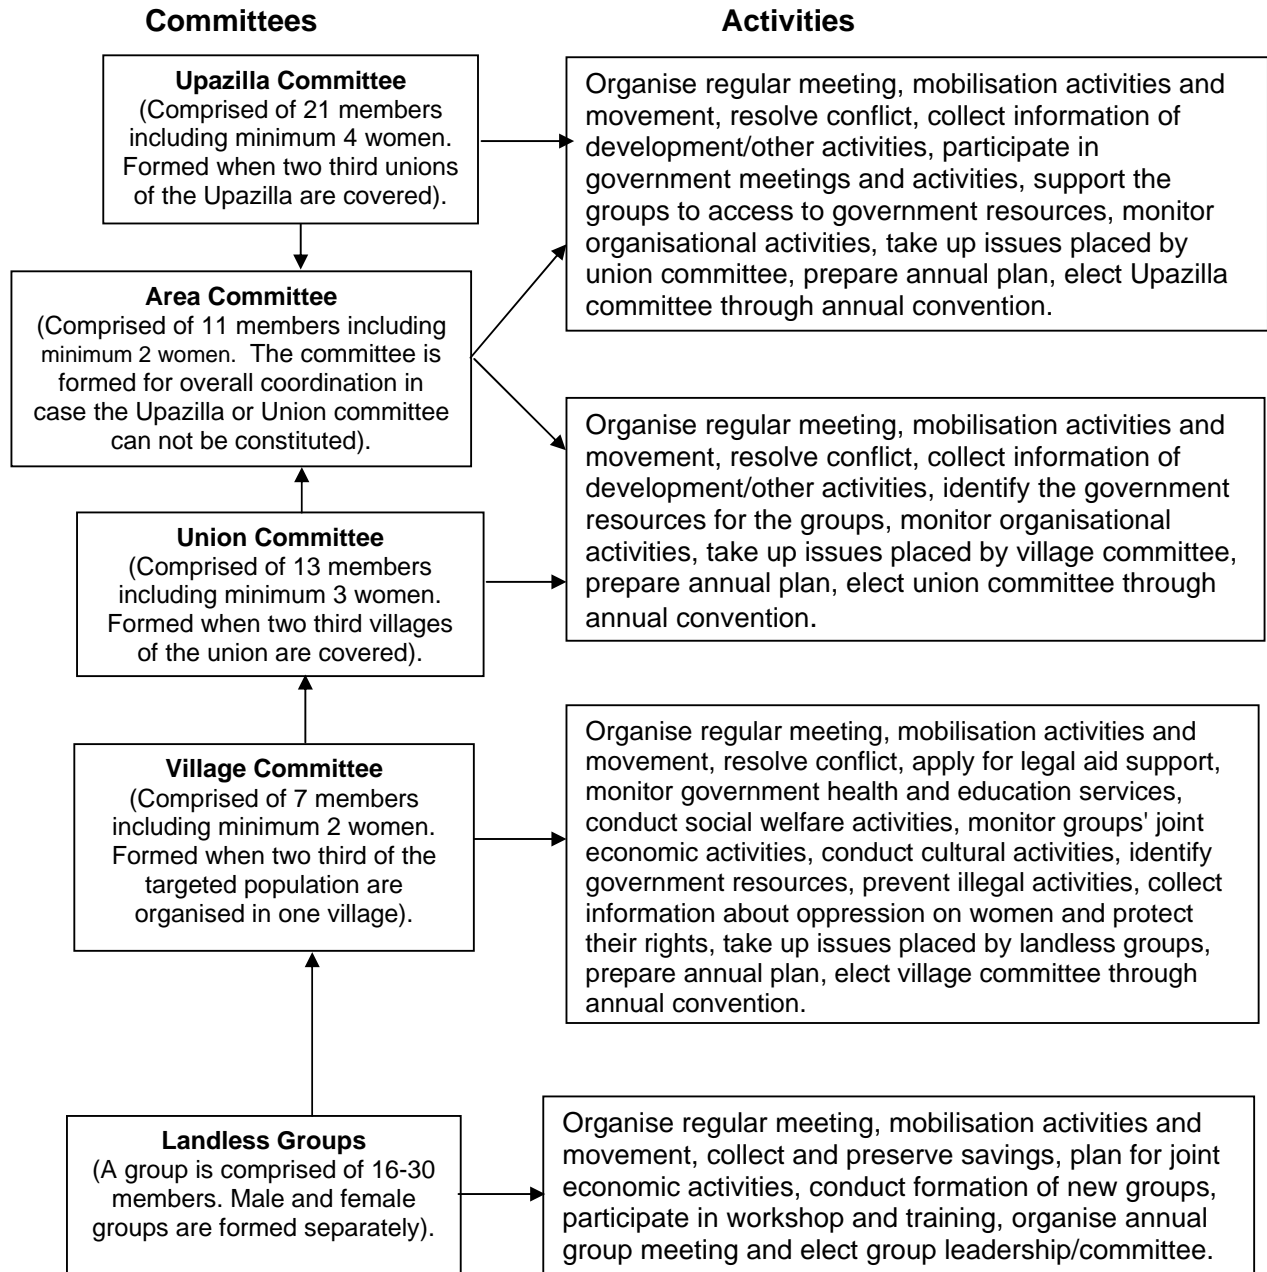 Committees
Activities
Upazilla Committee
(Comprised of 21 members
including minimum 4 women.
Formed when two third unions
of the Upazilla are covered).
Organise regular meeting, mobilisation activities and
movement, resolve conflict, collect information of
development/other activities, participate in
government meetings and activities, support the
groups to access to government resources, monitor
organisational activities, take up issues placed by
union committee, prepare annual plan, elect Upazilla
committee through annual convention.
Area Committee
(Comprised of 11 members including
minimum 2 women. The committee is
formed for overall coordination in
case the Upazilla or Union committee
can not be constituted).
Organise regular meeting, mobilisation activities and
movement, resolve conflict, collect information of
development/other activities, identify the government
resources for the groups, monitor organisational
activities, take up issues placed by village committee,
prepare annual plan, elect union committee through
annual convention.
Union Committee
(Comprised of 13 members
including minimum 3 women.
Formed when two third villages
of the union are covered).
Village Committee
(Comprised of 7 members
including minimum 2 women.
Formed when two third of the
targeted population are
organised in one village).
Organise regular meeting, mobilisation activities and
movement, resolve conflict, apply for legal aid support,
monitor government health and education services,
conduct social welfare activities, monitor groups' joint
economic activities, conduct cultural activities, identify
government resources, prevent illegal activities, collect
information about oppression on women and protect
their rights, take up issues placed by landless groups,
prepare annual plan, elect village committee through
annual convention.
Landless Groups
(A group is comprised of 16-30
members. Male and female
groups are formed separately).
Organise regular meeting, mobilisation activities and
movement, collect and preserve savings, plan for joint
economic activities, conduct formation of new groups,
participate in workshop and training, organise annual
group meeting and elect group leadership/committee.